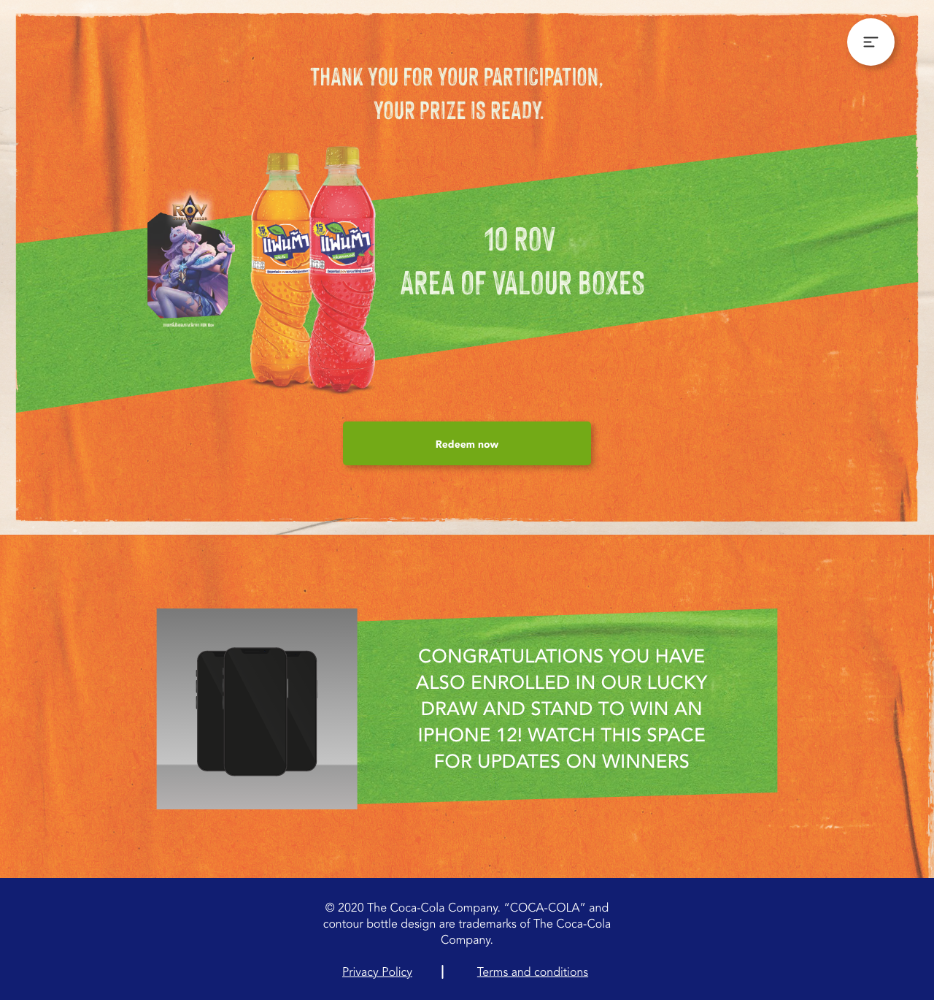 THANK YOU FOR YOUR PARTICIPATION,
YOUR PRIZE IS READY.
ROV
15
แฟนต้า
15
แฟนต้า
10 ROV
AREA OF VALOUR BOXES
Redeem now
CONGRATULATIONS YOU HAVE
ALSO ENROLLED IN OUR LUCKY
DRAW AND STAND TO WIN AN
IPHONE 12! WATCH THIS SPACE
FOR UPDATES ON WINNERS
© 2020 The Coca-Cola Company. “COCA-COLA” and
contour bottle design are trademarks of The Coca-Cola
Company.
Privacy Policy | Terms and conditions